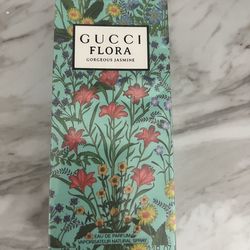 GUCCI
FLORA
GORGEOUS JASMINE
EAU DE PARFUM
VAPORISATEUR NATURAL SPRAY